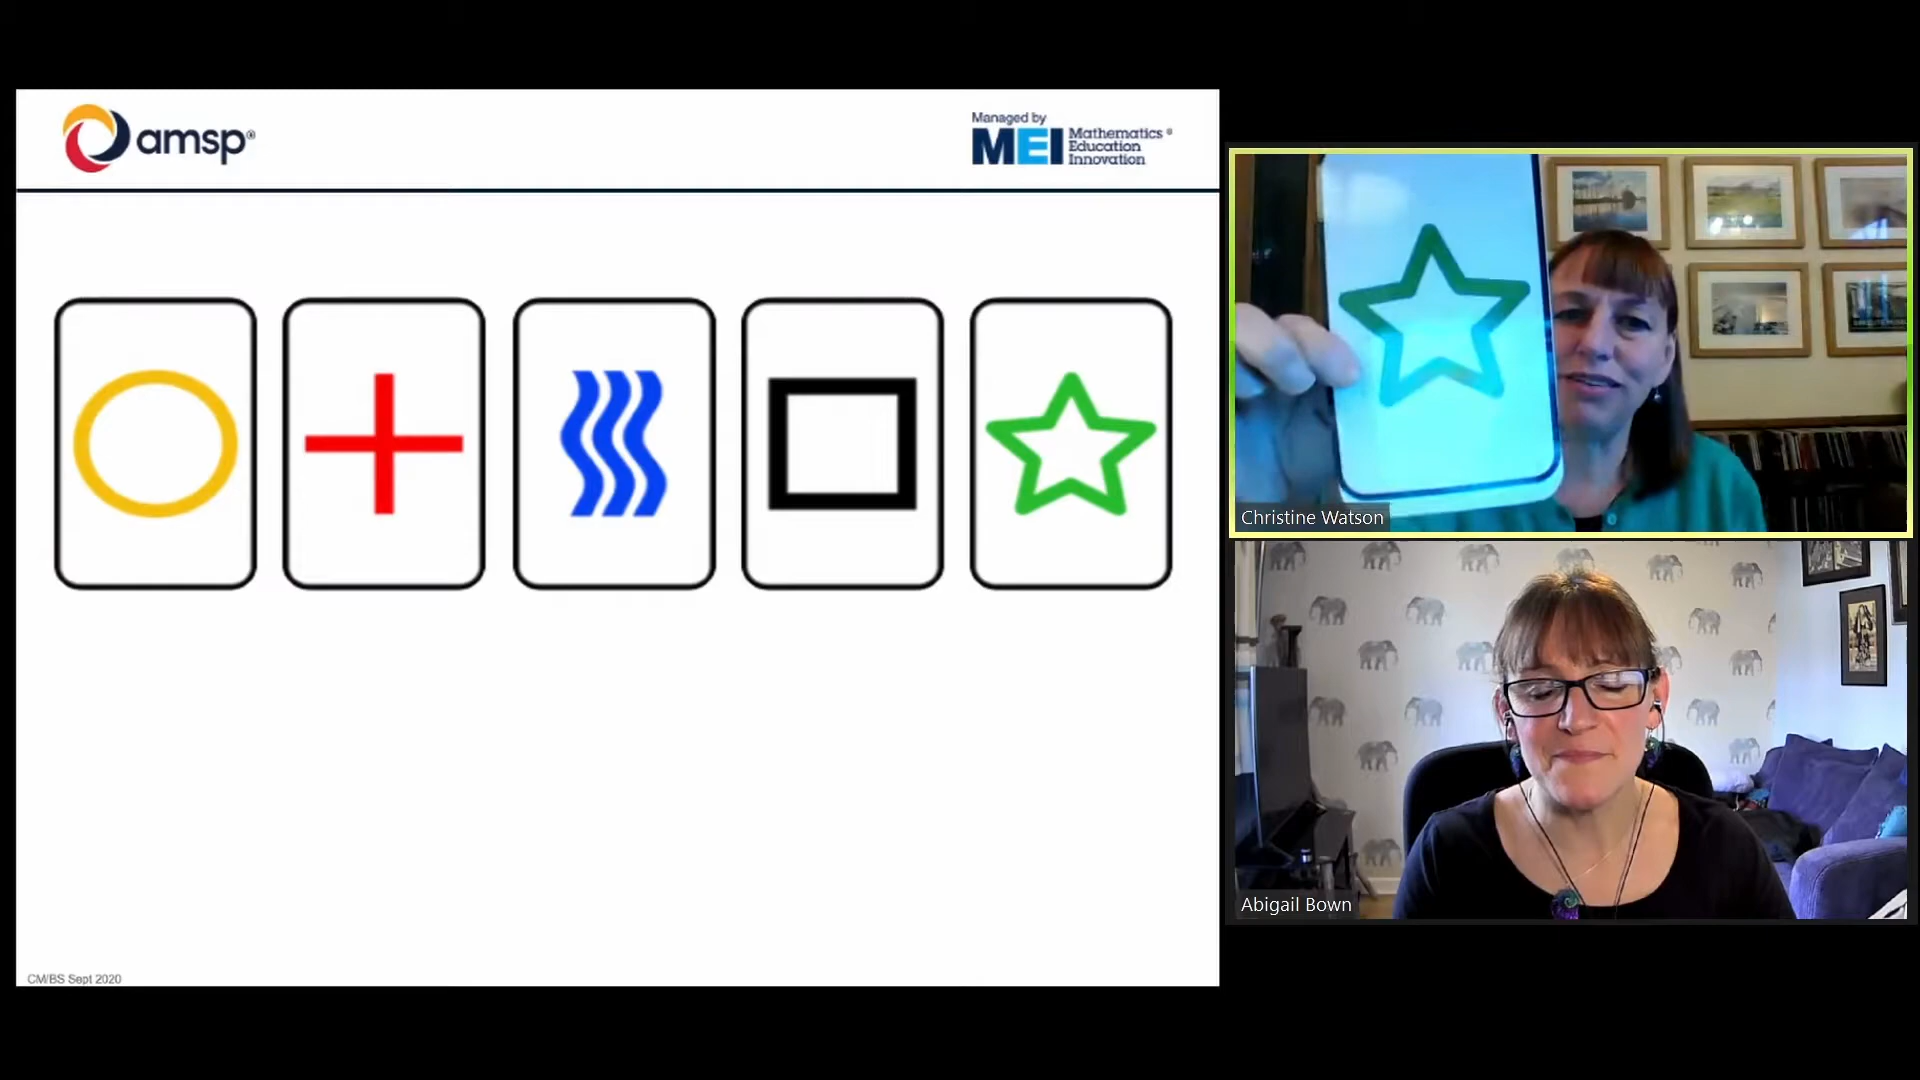 amsp®
Managed by
MEI
Mathematics ®
Education
Innovation
Christine Watson
Abigail Bown
CM/BS Sept 2020